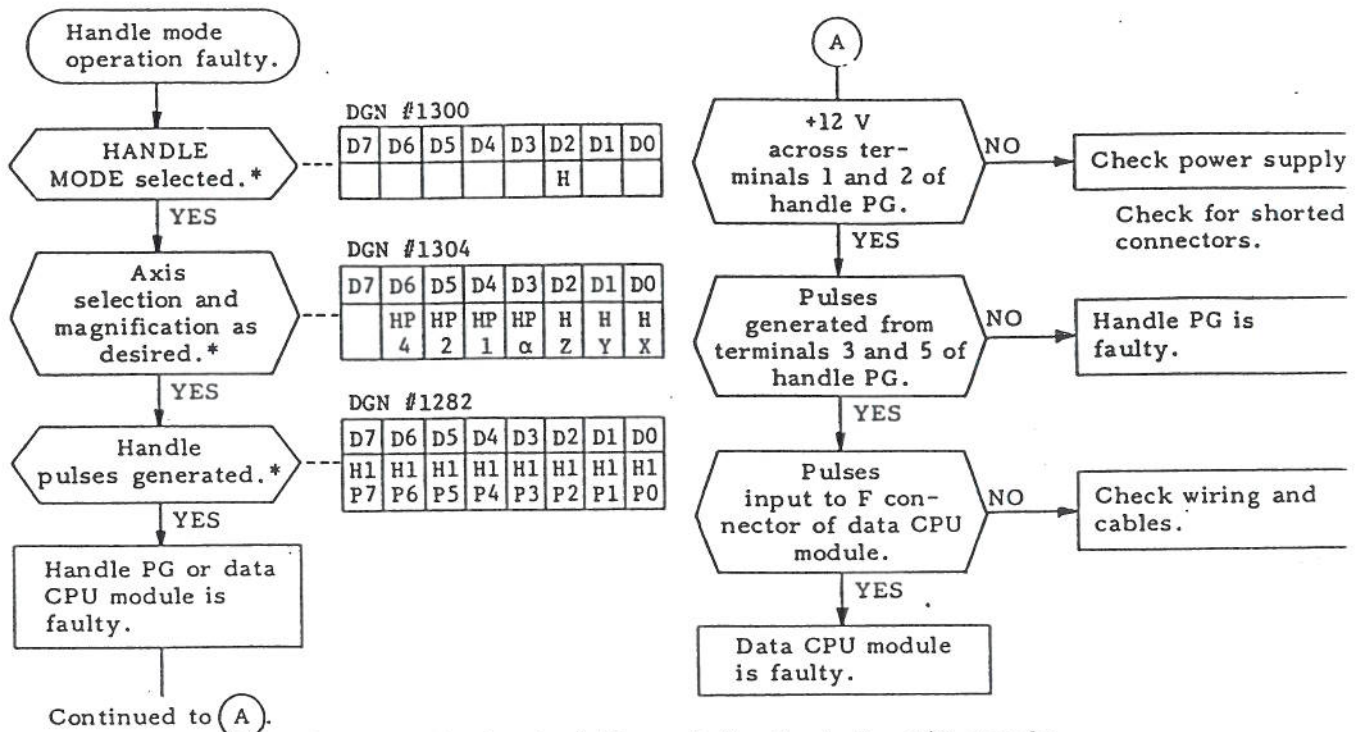 Handle mode
operation faulty.
HANDLE
MODE selected.*
YES
DGN #1300
D7 D6 D5 D4 D3 D2 D1 D0
H
Axis
selection and
magnification as
desired.*
YES
DGN #1304
D7 D6 D5 D4 D3 D2 D1 D0
HP HP HP HP H H H
4 2 1 α Z Y X
Handle
pulses generated.*
YES
DGN #1282
D7 D6 D5 D4 D3 D2 D1 D0
H1 H1 H1 H1 H1 H1 H1 H1
P7 P6 P5 P4 P3 P2 P1 P0
Handle PG or data
CPU module is
faulty.
Continued to A.
A
+12 V
across ter-
minals 1 and 2 of
handle PG.
NO
Check power supply
Check for shorted
connectors.
YES
Pulses
generated from
terminals 3 and 5 of
handle PG.
NO
Handle PG is
faulty.
YES
Pulses
input to F con-
nector of data CPU
module.
NO
Check wiring and
cables.
YES
Data CPU module
is faulty.